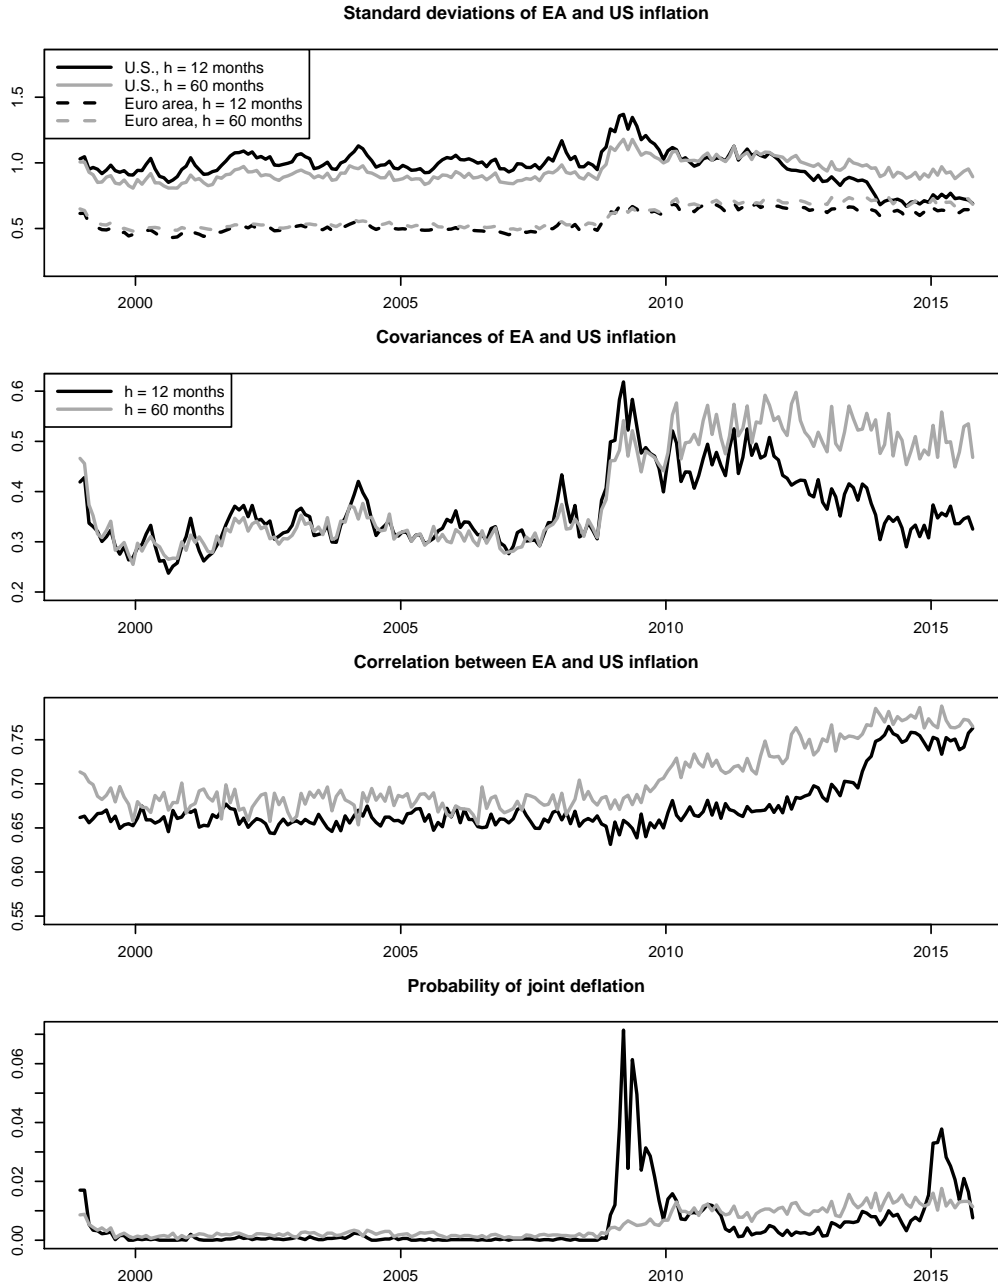 Standard deviations of EA and US inflation
U.S., h = 12 months
U.S., h = 60 months
Euro area, h = 12 months
Euro area, h = 60 months
1.5
1.0
0.5
2000 2005 2010 2015
Covariances of EA and US inflation
h = 12 months
h = 60 months
0.6
0.5
0.4
0.3
0.2
2000 2005 2010 2015
Correlation between EA and US inflation
0.75
0.70
0.65
0.60
0.55
2000 2005 2010 2015
Probability of joint deflation
0.06
0.04
0.02
0.00
2000 2005 2010 2015